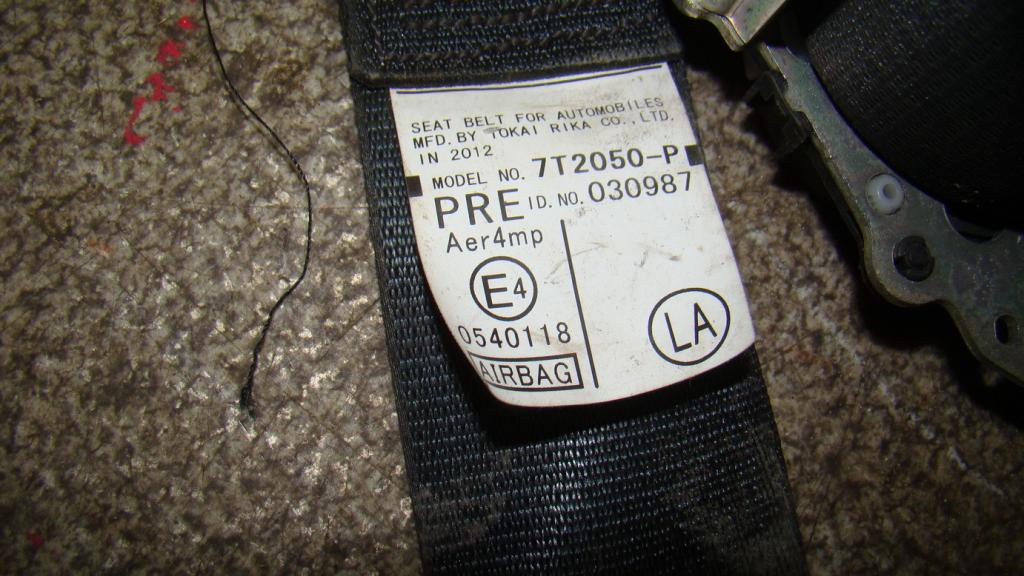 SEAT BELT FOR AUTOMOBILES
MFD. BY TOKAI RIKA CO., LTD.
IN 2012
MODEL NO. 7T2050-P
PRE ID. NO. 030987
Aer4mp
E4
0540118
AIRBAG
LA